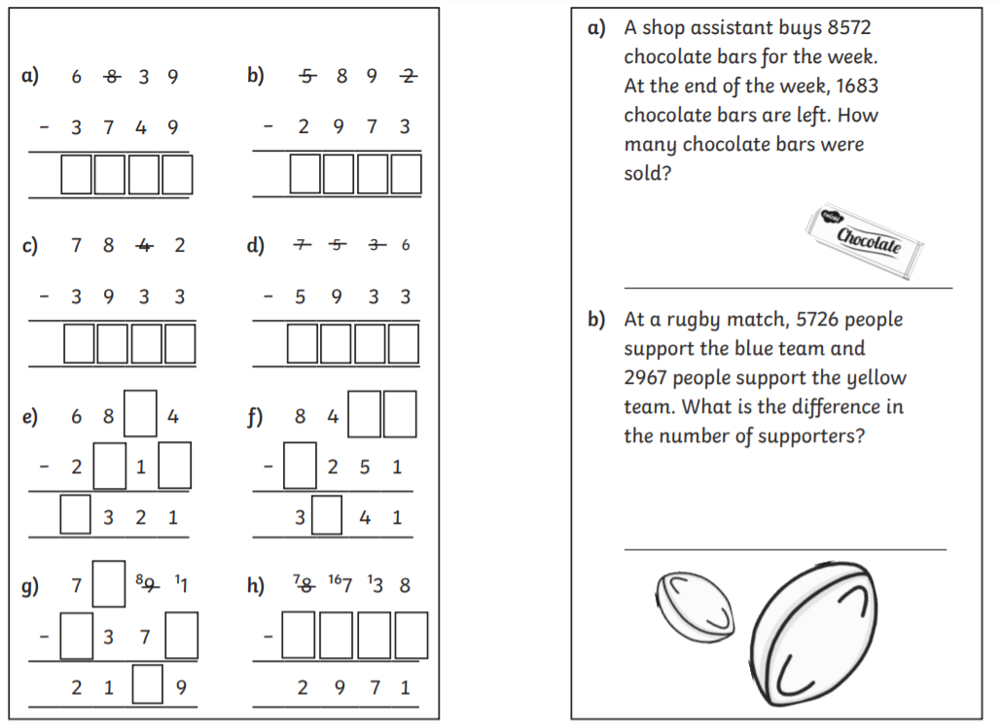 a) 6 8 3 9
- 3 7 4 9
b) 5 8 9 2
- 2 9 7 3
c) 7 8 4 2
- 3 9 3 3
d) 7 5 3 6
- 5 9 3 3
e) 6 8 4
- 2 1
3 2 1
f) 8 4
- 2 5 1
3 4 1
g) 7 ⁸9 ¹1
- 3 7
2 1 9
h) ⁷8 ¹⁶7 ¹3 8
-
2 9 7 1
a) A shop assistant buys 8572
chocolate bars for the week.
At the end of the week, 1683
chocolate bars are left. How
many chocolate bars were
sold?
Chocolate
b) At a rugby match, 5726 people
support the blue team and
2967 people support the yellow
team. What is the difference in
the number of supporters?